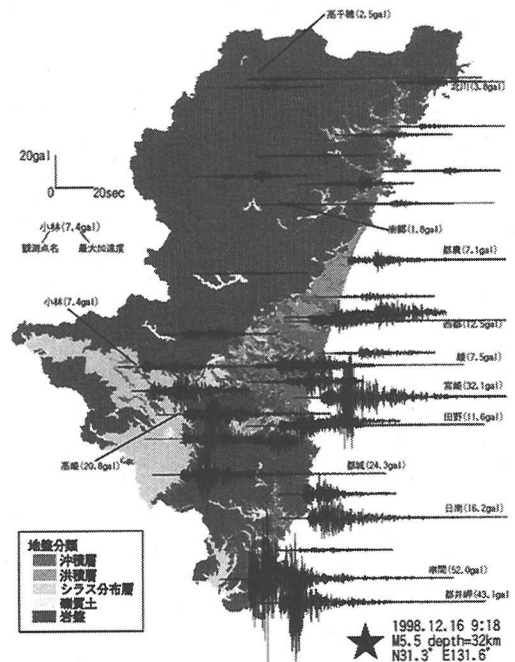 高千穂(2.5gal)
北川(3.8gal)
20gal
0 20sec
小林(7.4gal)
観測点名 最大加速度
南郷(1.8gal)
都農(7.1gal)
小林(7.4gal)
西都(12.5gal)
綾(7.5gal)
宮崎(32.1gal)
田野(11.6gal)
高崎(20.8gal)
都城(24.3gal)
日南(16.2gal)
串間(52.0gal)
都井岬(43.1gal)
地盤分類
沖積層
洪積層
シラス分布層
礫質土
岩盤
1998.12.16 9:18
M5.5 depth=32km
N31.3° E131.6°